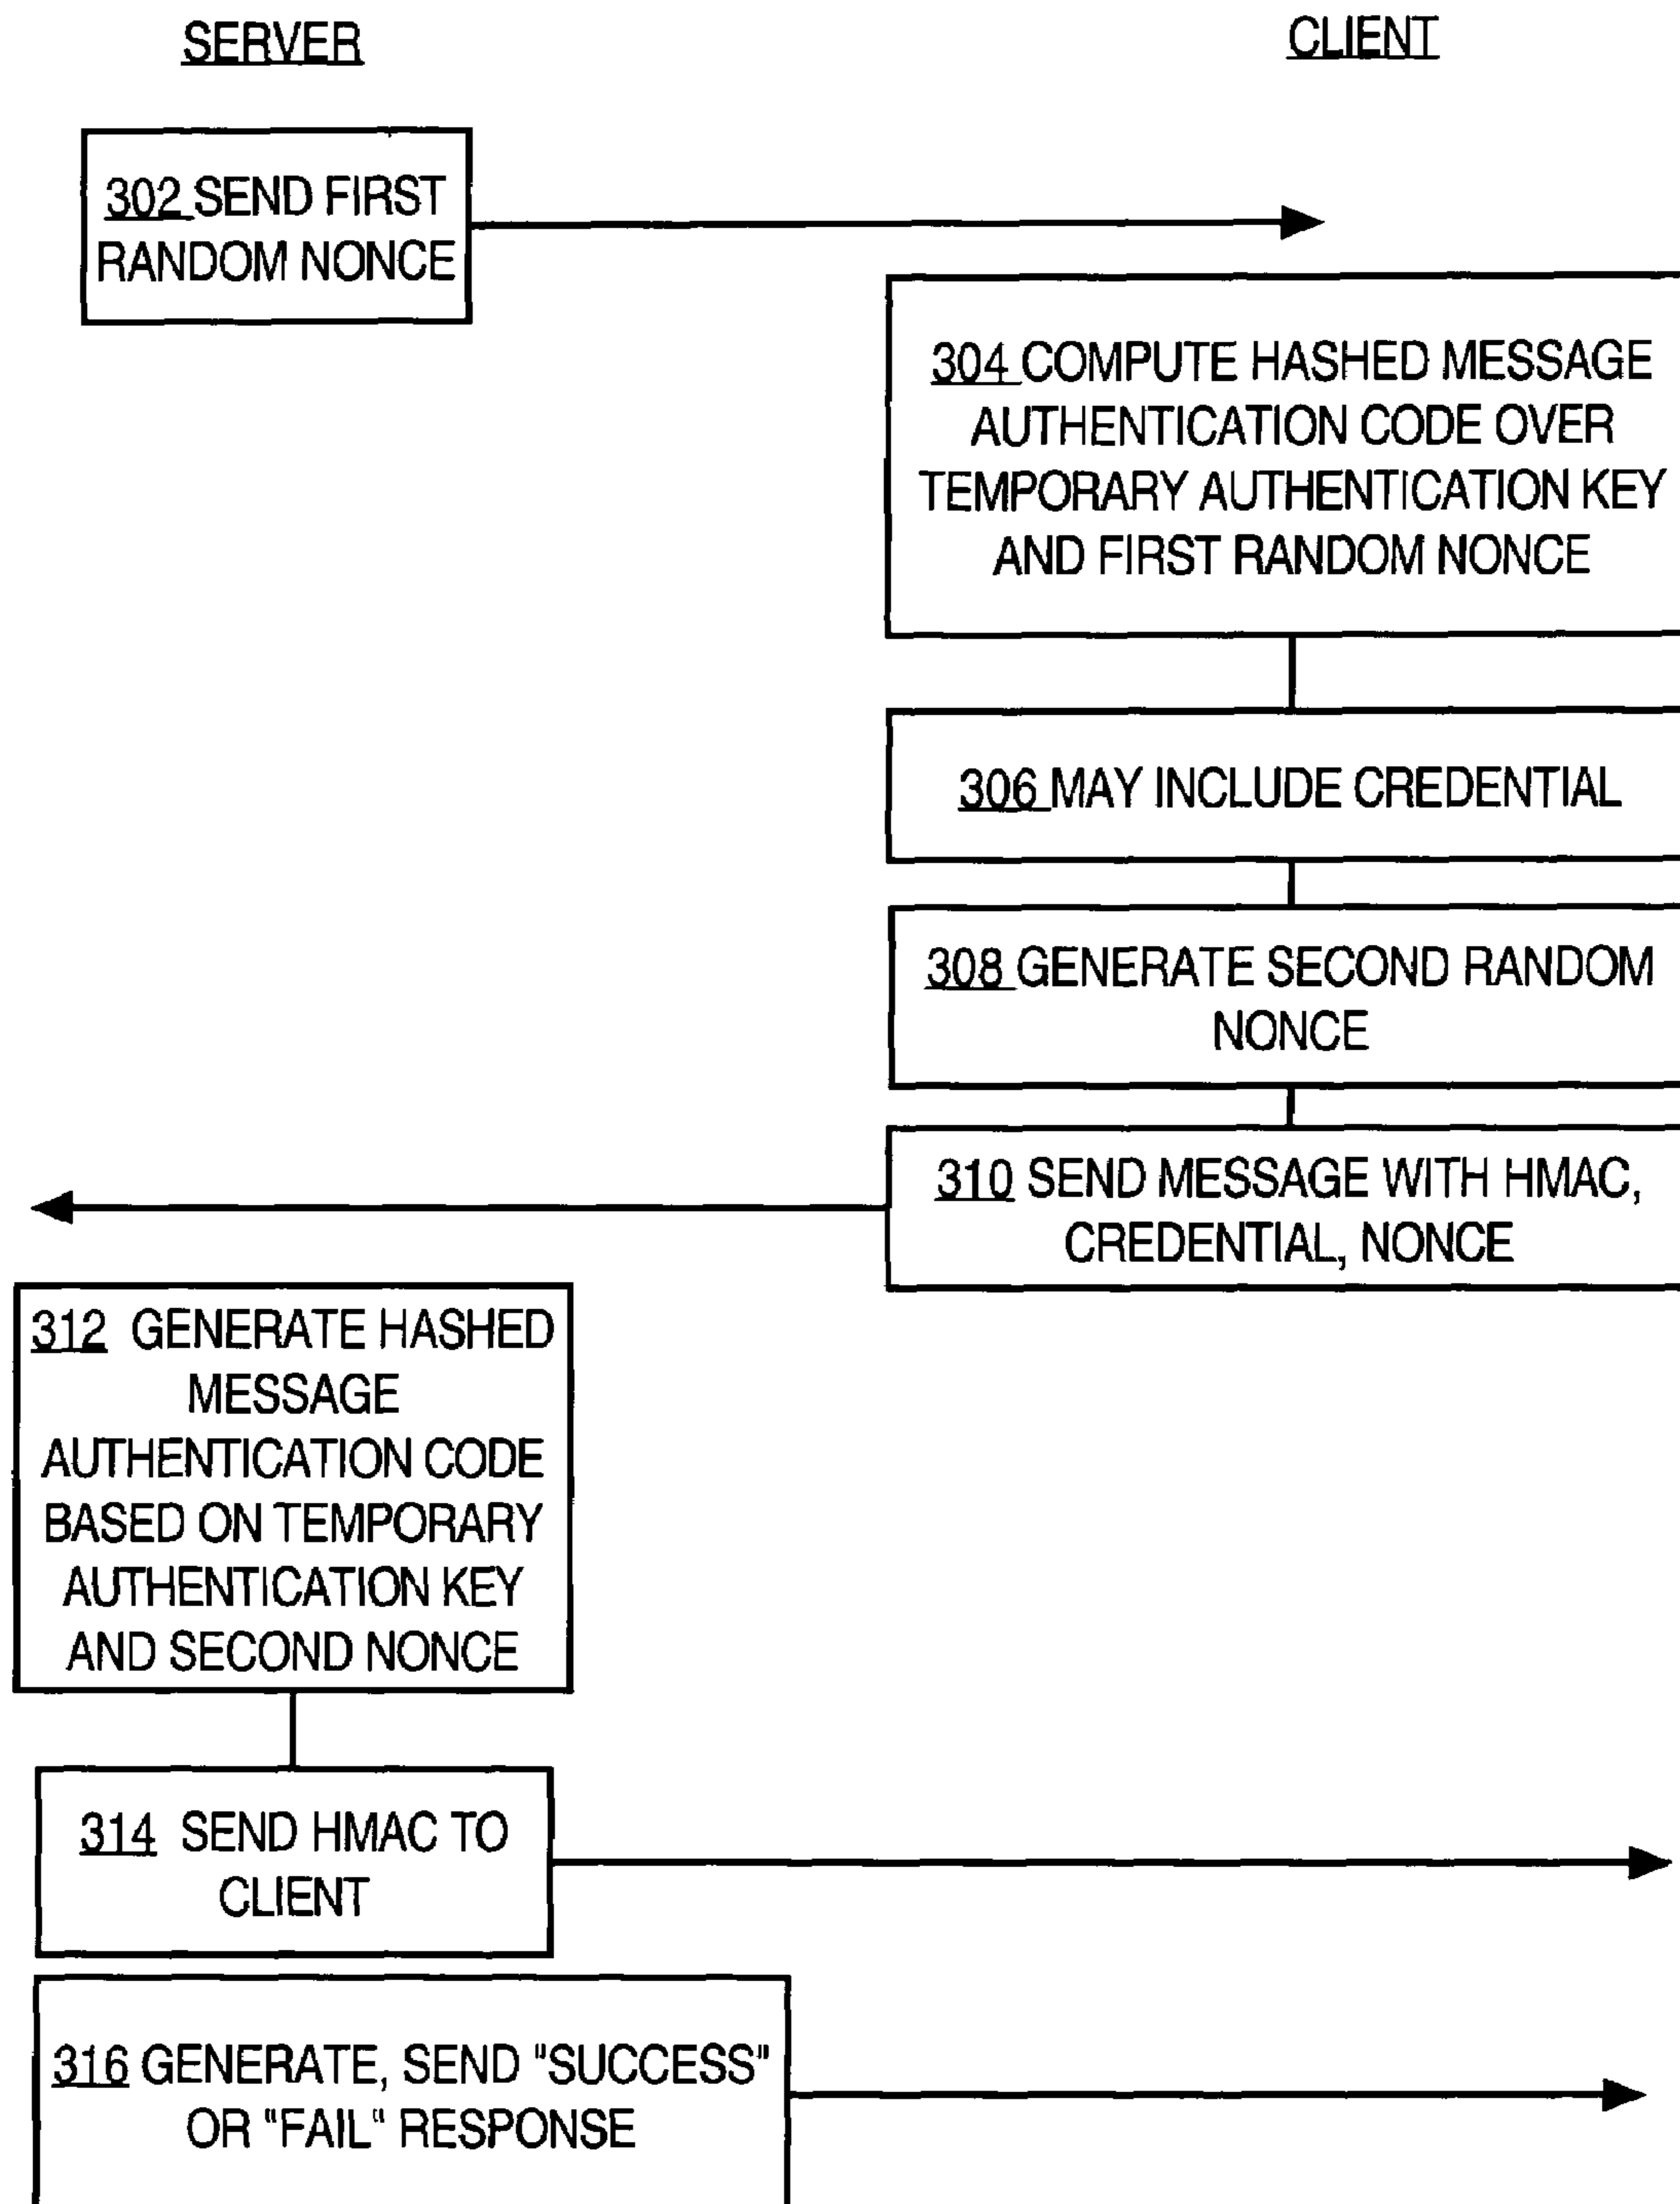 SERVER
CLIENT
302 SEND FIRST
RANDOM NONCE
304 COMPUTE HASHED MESSAGE
AUTHENTICATION CODE OVER
TEMPORARY AUTHENTICATION KEY
AND FIRST RANDOM NONCE
306 MAY INCLUDE CREDENTIAL
308 GENERATE SECOND RANDOM
NONCE
310 SEND MESSAGE WITH HMAC,
CREDENTIAL, NONCE
312 GENERATE HASHED
MESSAGE
AUTHENTICATION CODE
BASED ON TEMPORARY
AUTHENTICATION KEY
AND SECOND NONCE
314 SEND HMAC TO
CLIENT
316 GENERATE, SEND "SUCCESS"
OR "FAIL" RESPONSE